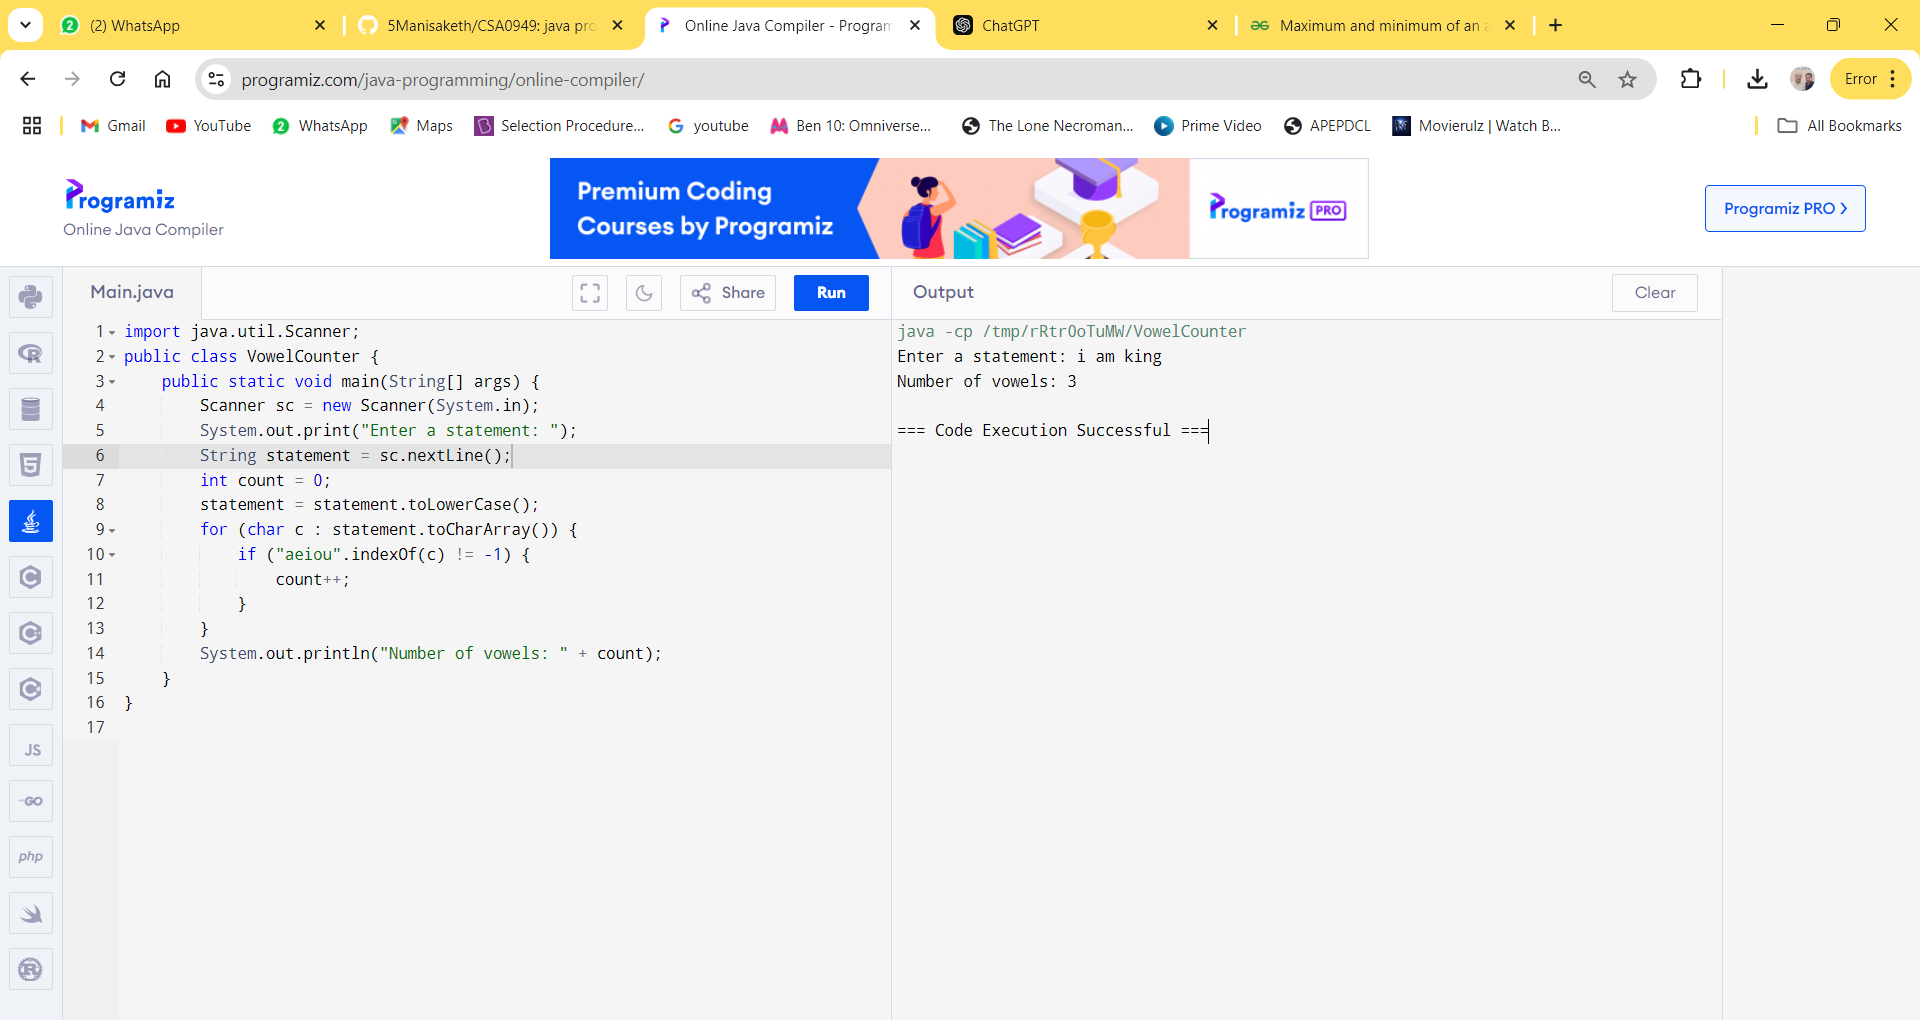 (2) WhatsApp
5Manisaketh/CSA0949: java pro
Online Java Compiler - Program
ChatGPT
Maximum and minimum of an a
programiz.com/java-programming/online-compiler/
Error
Gmail
YouTube
WhatsApp
Maps
Selection Procedure...
youtube
Ben 10: Omniverse...
The Lone Necroman...
Prime Video
APEPDCL
Movierulz | Watch B...
All Bookmarks
Programiz
Online Java Compiler
Premium Coding
Courses by Programiz
Programiz PRO
Programiz PRO >
Main.java
Share
Run
Output
Clear
1 import java.util.Scanner;
2 public class VowelCounter {
3 public static void main(String[] args) {
4 Scanner sc = new Scanner(System.in);
5 System.out.print("Enter a statement: ");
6 String statement = sc.nextLine();
7 int count = 0;
8 statement = statement.toLowerCase();
9 for (char c : statement.toCharArray()) {
10 if ("aeiou".indexOf(c) != -1) {
11 count++;
12 }
13 }
14 System.out.println("Number of vowels: " + count);
15 }
16 }
17
java -cp /tmp/rRtr0oTuMW/VowelCounter
Enter a statement: i am king
Number of vowels: 3
=== Code Execution Successful ===
JS
GO
php